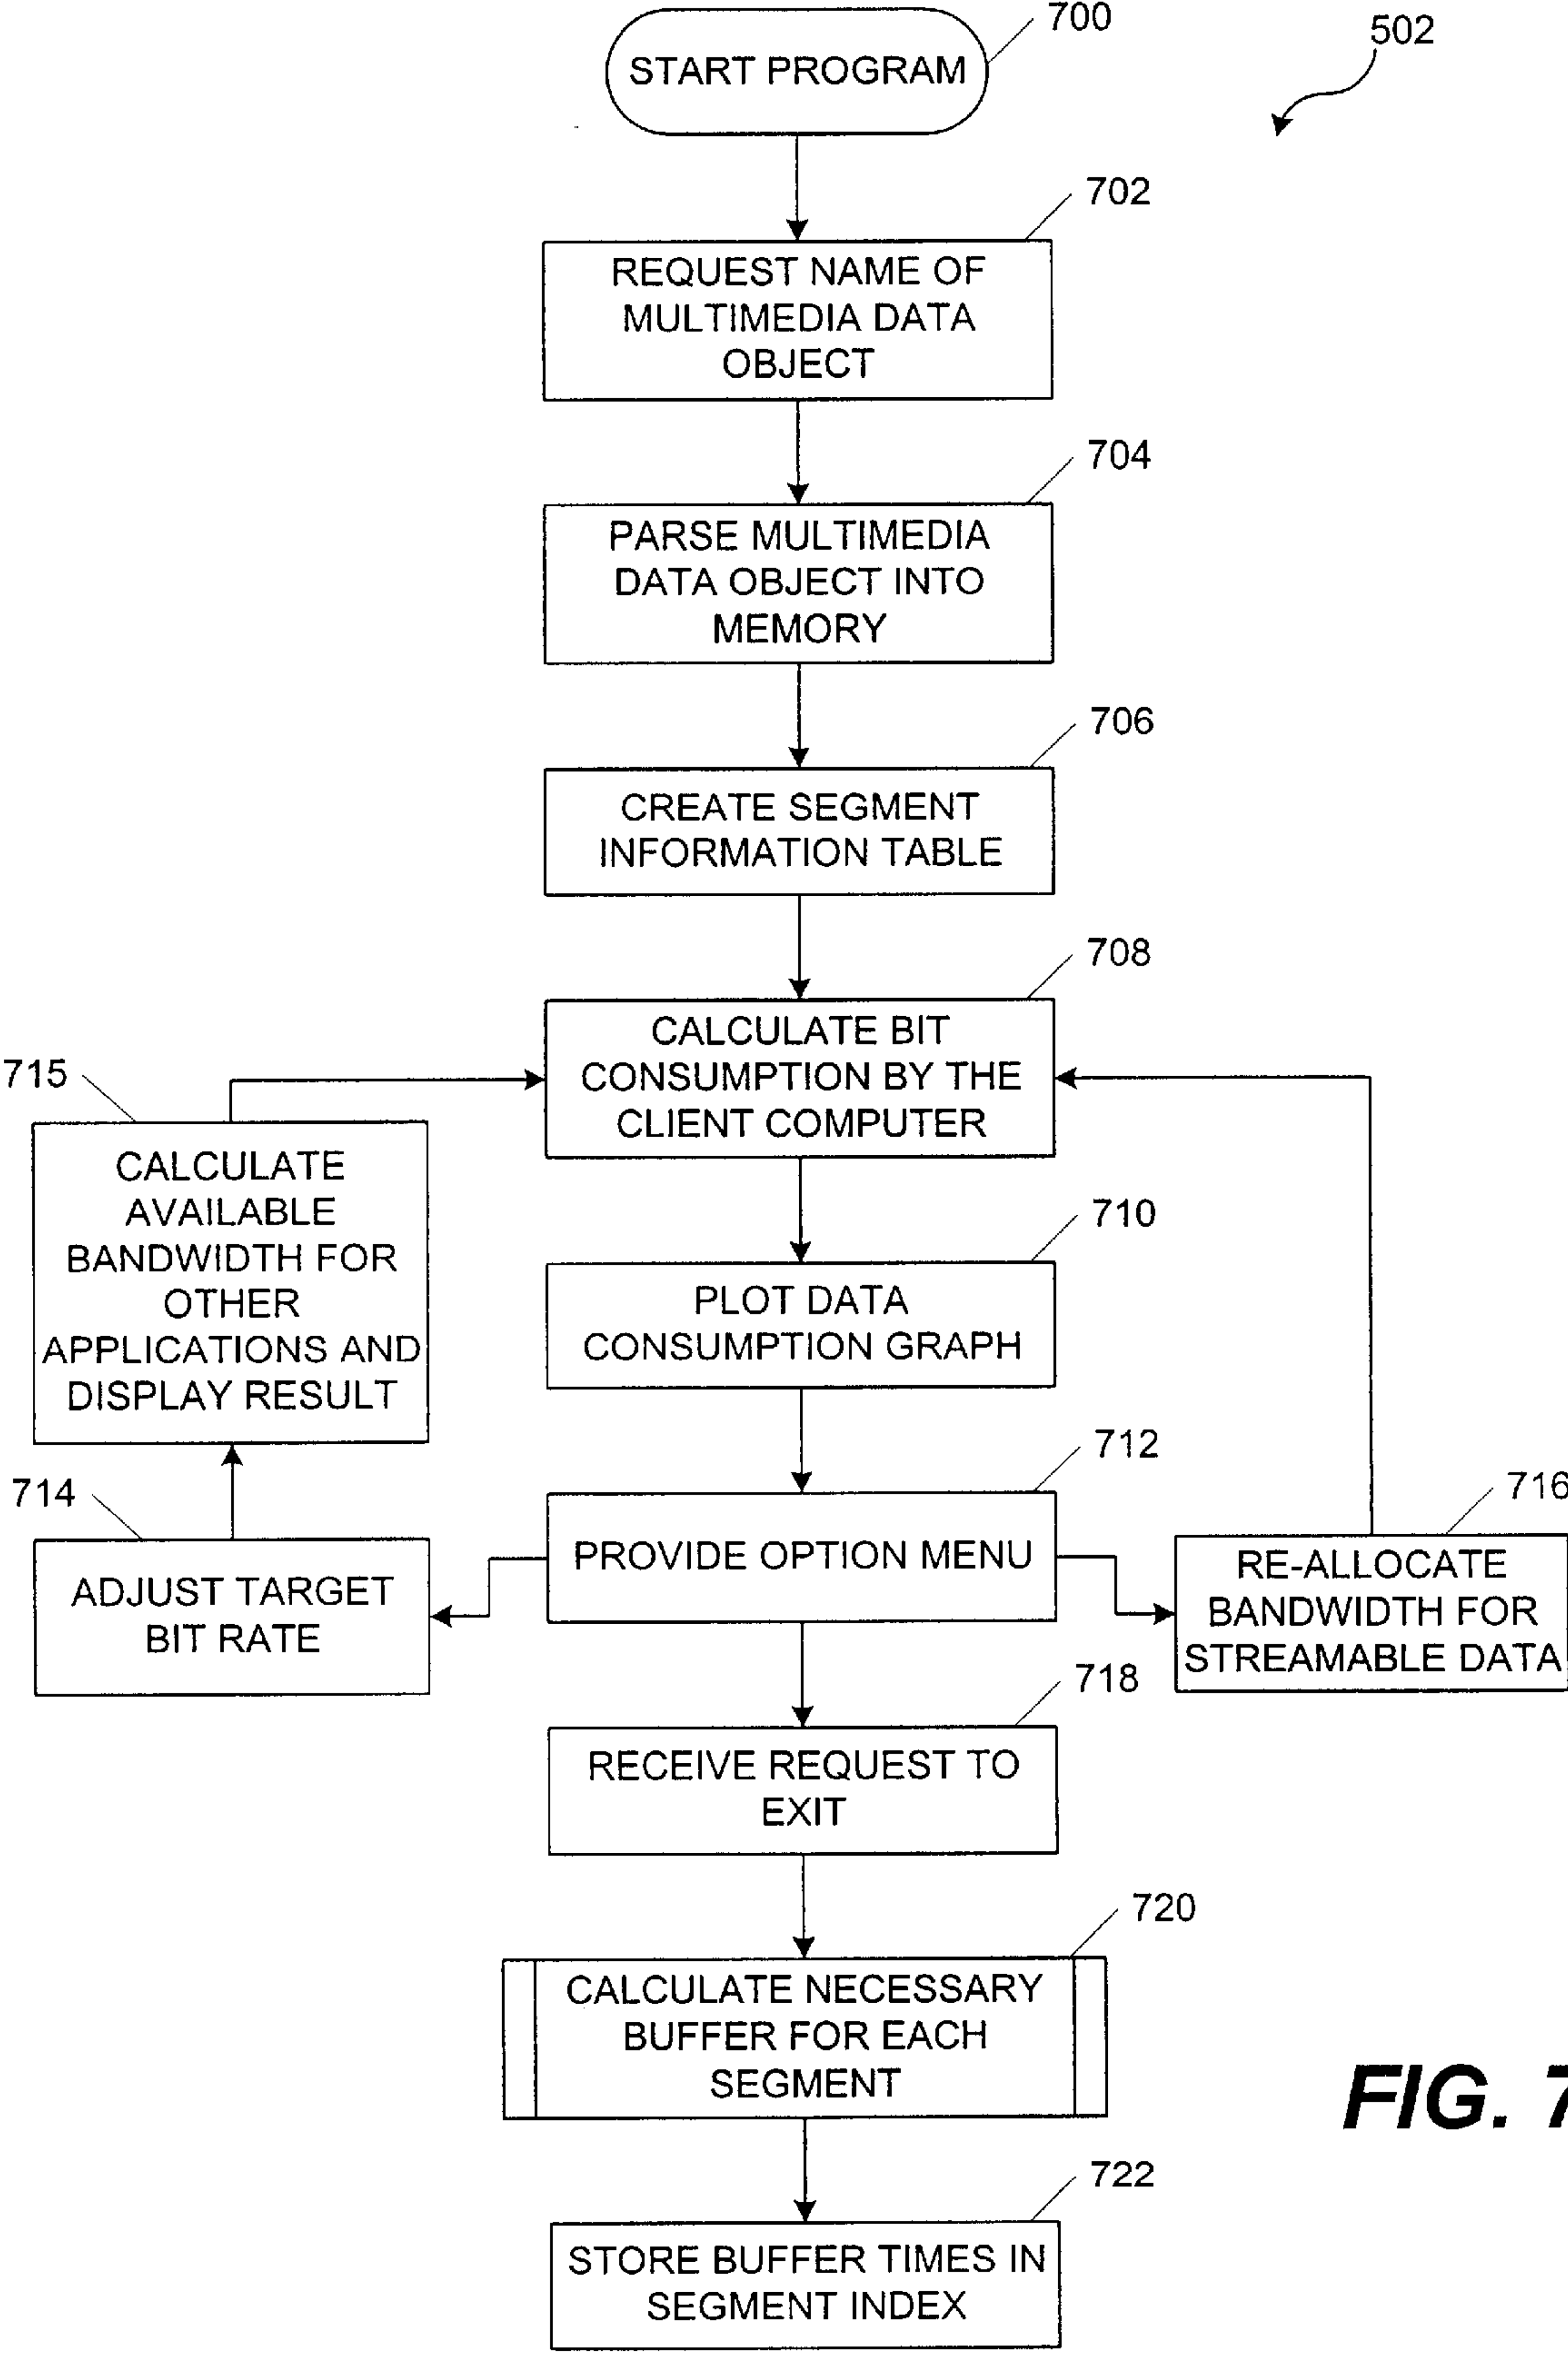 700
START PROGRAM
502
702
REQUEST NAME OF
MULTIMEDIA DATA
OBJECT
704
PARSE MULTIMEDIA
DATA OBJECT INTO
MEMORY
706
CREATE SEGMENT
INFORMATION TABLE
708
CALCULATE BIT
CONSUMPTION BY THE
CLIENT COMPUTER
715
CALCULATE
AVAILABLE
BANDWIDTH FOR
OTHER
APPLICATIONS AND
DISPLAY RESULT
710
PLOT DATA
CONSUMPTION GRAPH
712
PROVIDE OPTION MENU
714
ADJUST TARGET
BIT RATE
716
RE-ALLOCATE
BANDWIDTH FOR
STREAMABLE DATA
718
RECEIVE REQUEST TO
EXIT
720
CALCULATE NECESSARY
BUFFER FOR EACH
SEGMENT
FIG. 7
722
STORE BUFFER TIMES IN
SEGMENT INDEX